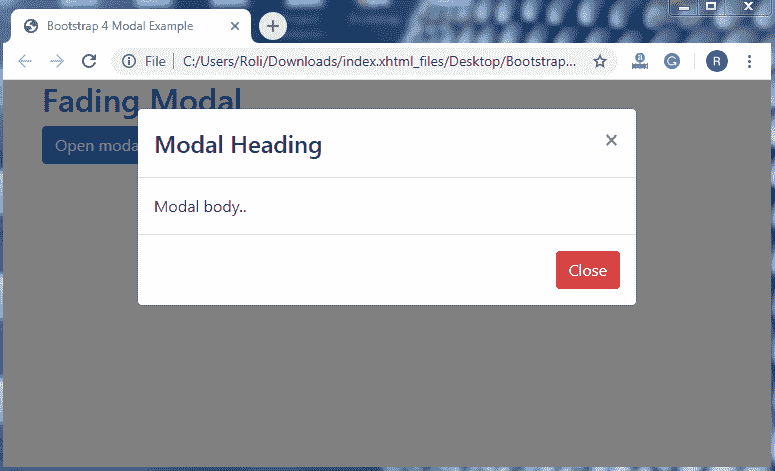 Bootstrap 4 Modal Example
File C:/Users/Roli/Downloads/index.xhtml_files/Desktop/Bootstrap...
R
Fading Modal
Open moda
Modal Heading ×
Modal body..
Close